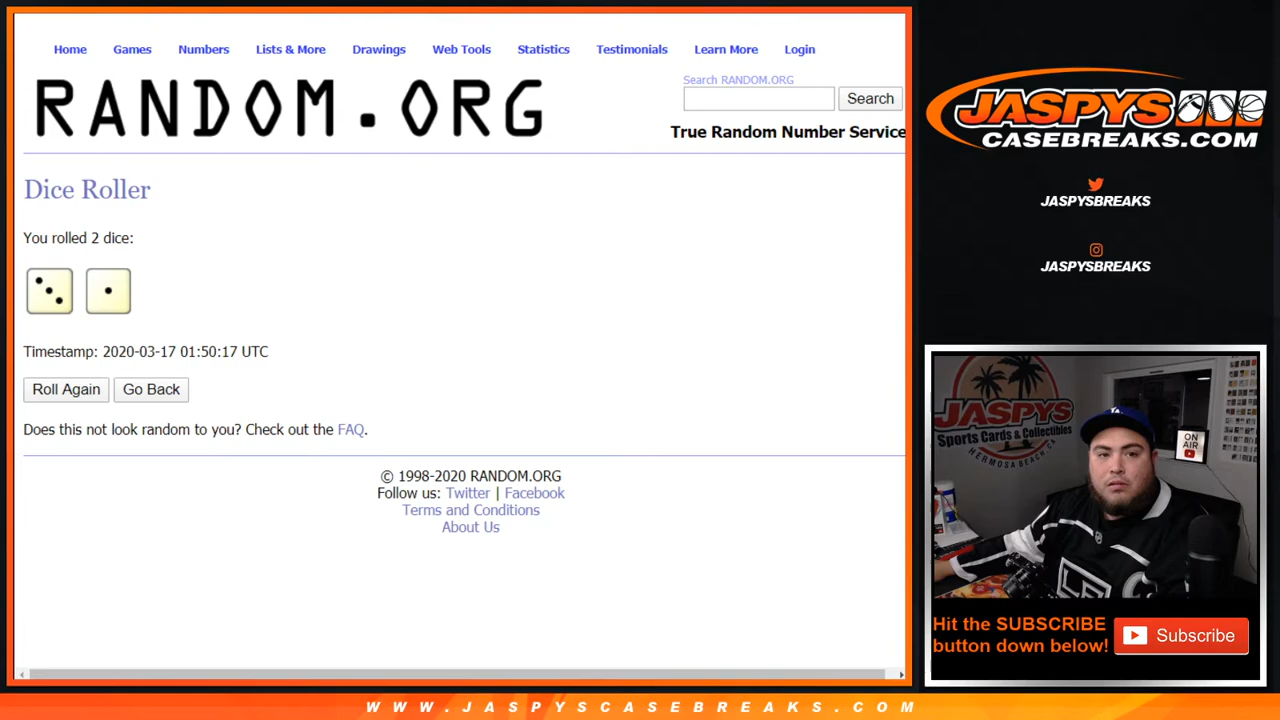 Home Games Numbers Lists & More Drawings Web Tools Statistics Testimonials Learn More Login
RANDOM.ORG
Search RANDOM.ORG
Search
True Random Number Service
Dice Roller
You rolled 2 dice:
Timestamp: 2020-03-17 01:50:17 UTC
Roll Again Go Back
Does this not look random to you? Check out the FAQ.
© 1998-2020 RANDOM.ORG
Follow us: Twitter | Facebook
Terms and Conditions
About Us
JASPYS
CASEBREAKS.COM
JASPYSBREAKS
JASPYSBREAKS
JASPYS
Sports Cards & Collectibles
HERMOSA BEACH, CA
ON
AIR
LA
C
Hit the SUBSCRIBE
button down below!
Subscribe
WWW.JASPYSCASEBREAKS.COM